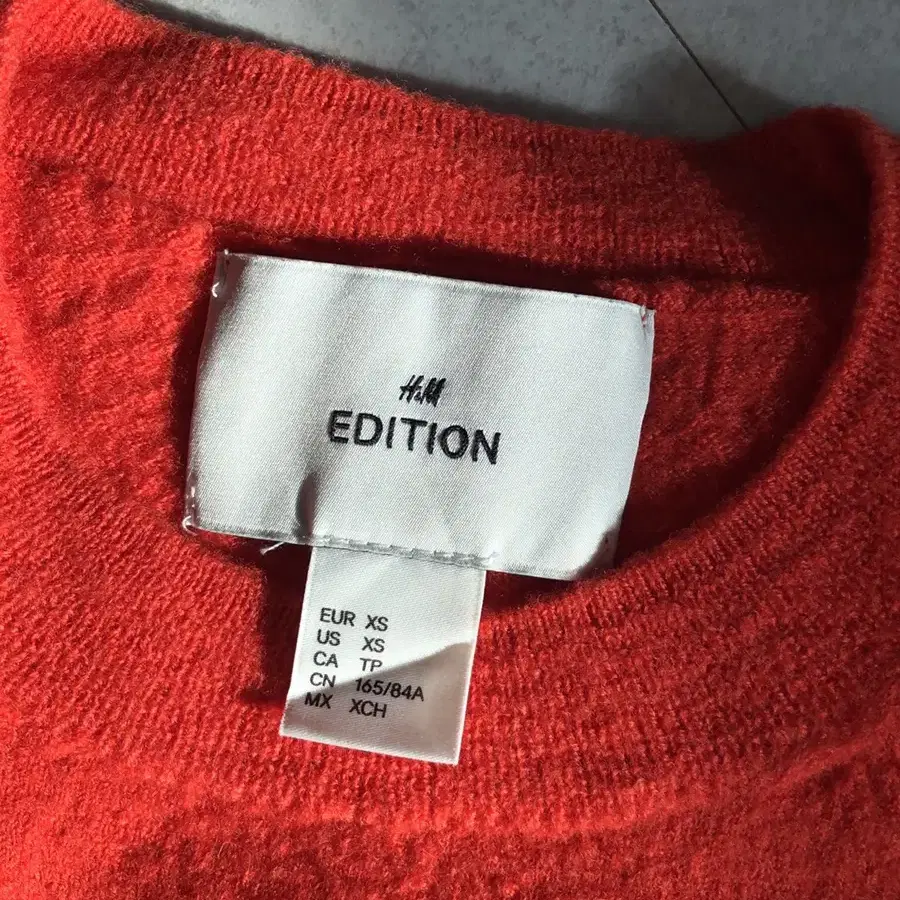 H&M
EDITION
EUR XS
US XS
CA TP
CN 165/84A
MX XCH